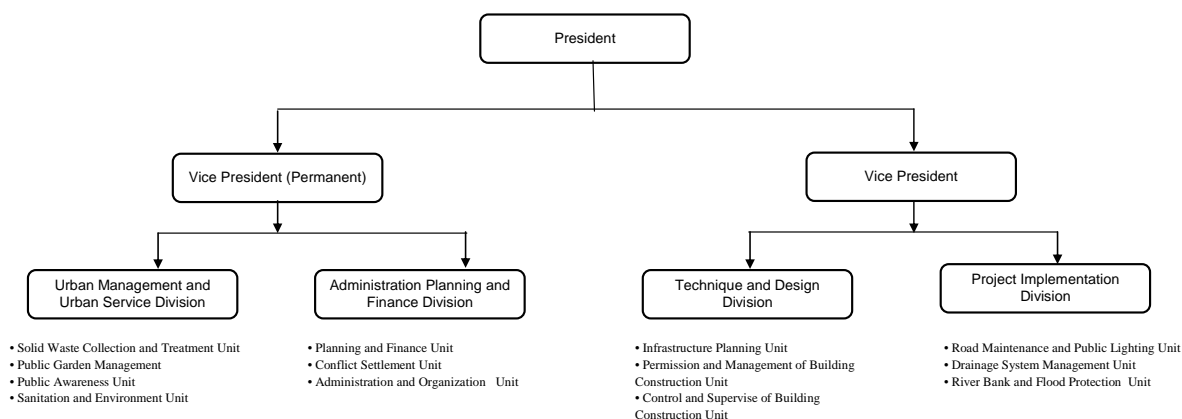 President
Vice President (Permanent)
Vice President
Urban Management and
Urban Service Division
Administration Planning and
Finance Division
Technique and Design
Division
Project Implementation
Division
• Solid Waste Collection and Treatment Unit
• Public Garden Management
• Public Awareness Unit
• Sanitation and Environment Unit
• Planning and Finance Unit
• Conflict Settlement Unit
• Administration and Organization Unit
• Infrastructure Planning Unit
• Permission and Management of Building
Construction Unit
• Control and Supervise of Building
Construction Unit
• Road Maintenance and Public Lighting Unit
• Drainage System Management Unit
• River Bank and Flood Protection Unit